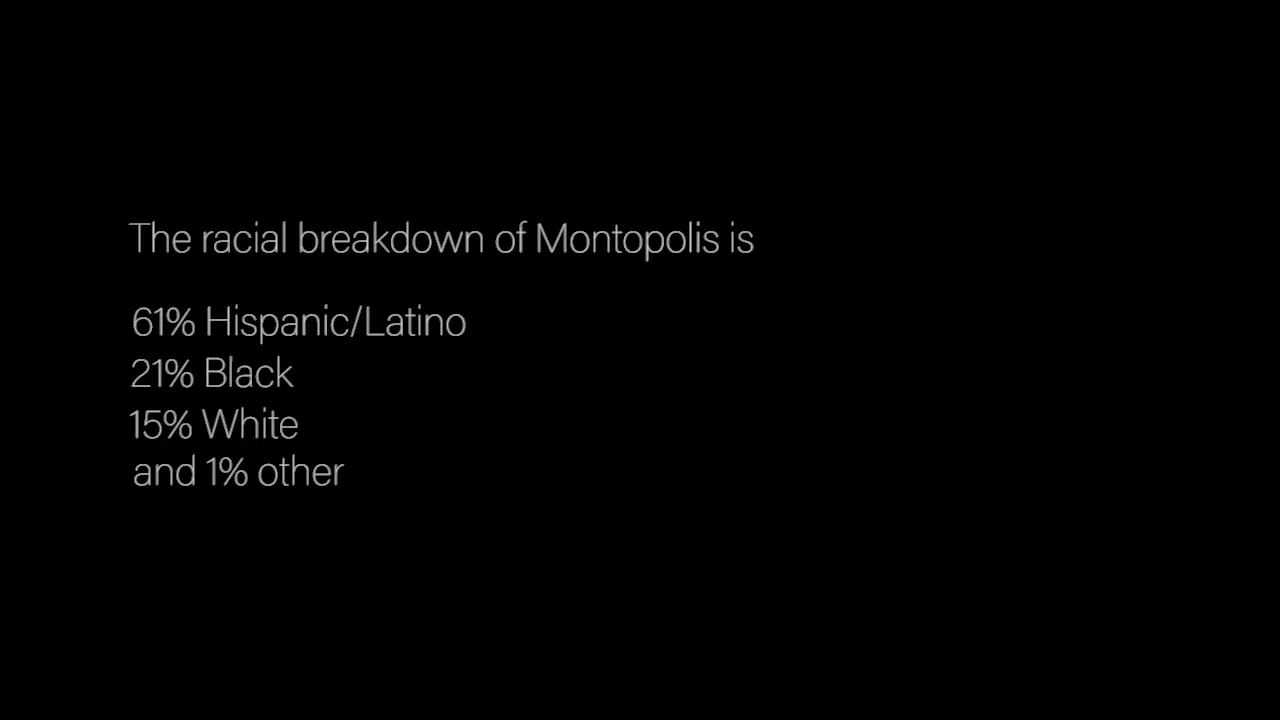 The racial breakdown of Montopolis is
61% Hispanic/Latino
21% Black
15% White
and 1% other